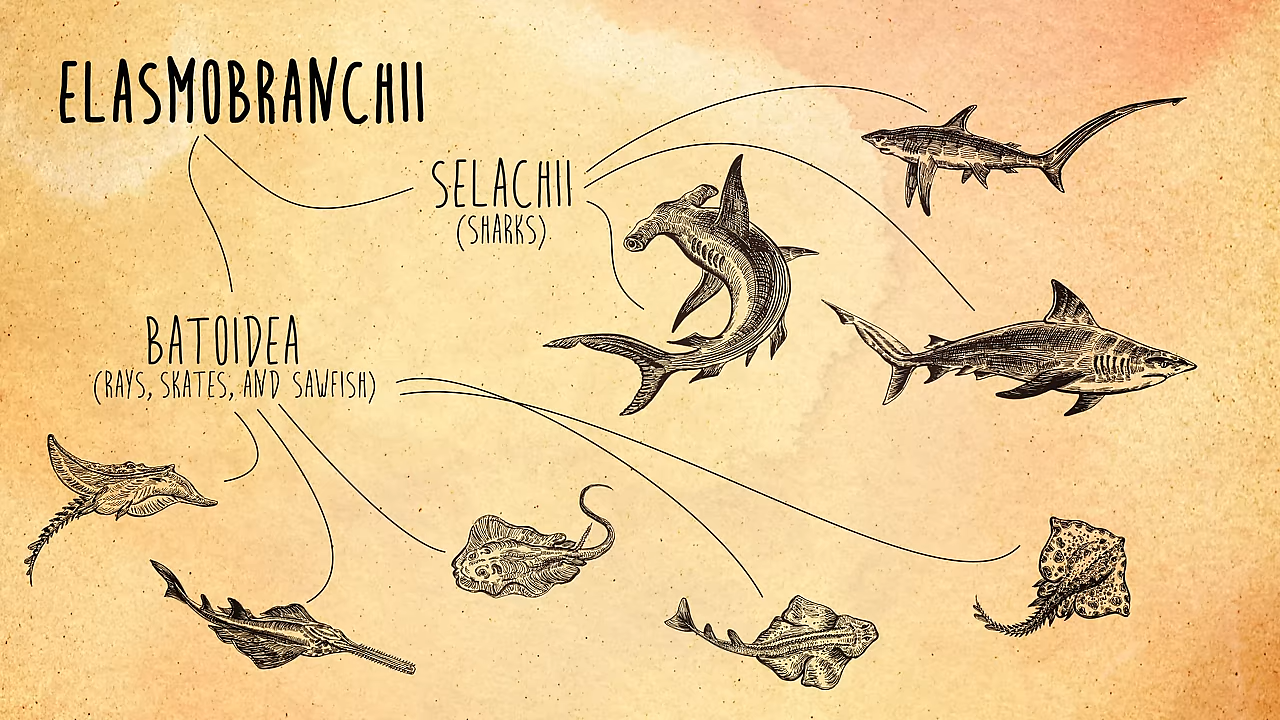 ELASMOBRANCHII
SELACHII
(SHARKS)
BATOIDEA
(RAYS, SKATES, AND SAWFISH)